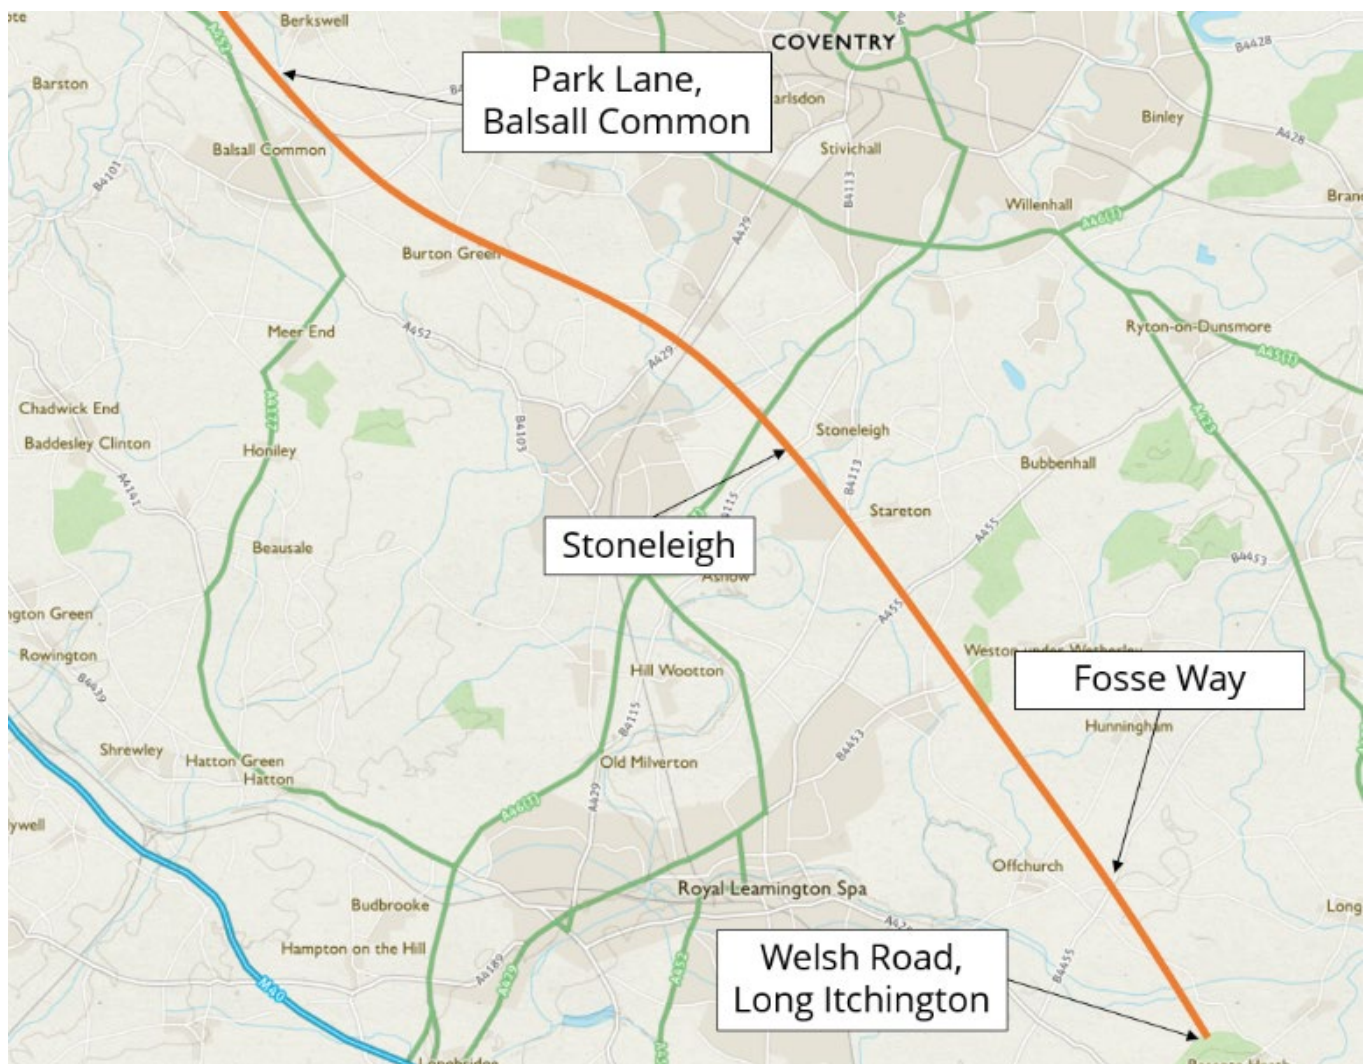 Berkswell
A452
COVENTRY
B4428
Barston
Park Lane,
Balsall Common
Binley
A428
Stivichall
Balsall Common
B4101
B4113
Willenhall
A46(T)
A429
Burton Green
Meer End
A452
A429
Ryton-on-Dunsmore
A45(T)
Chadwick End
Baddesley Clinton
A4177
B4103
Honiley
Stoneleigh
A423
A4141
B4113
Bubbenhall
Stareton
Stoneleigh
Beausale
A455
B4453
A455
Rowington
B4439
Hill Wootton
Fosse Way
B4115
Hunningham
Shrewley
Hatton Green
Hatton
Old Milverton
B4453
A429
A46(T)
Offchurch
Royal Leamington Spa
Budbrooke
Hampton on the Hill
Welsh Road,
Long Itchington
A4189
A429
A452
B4455
M40